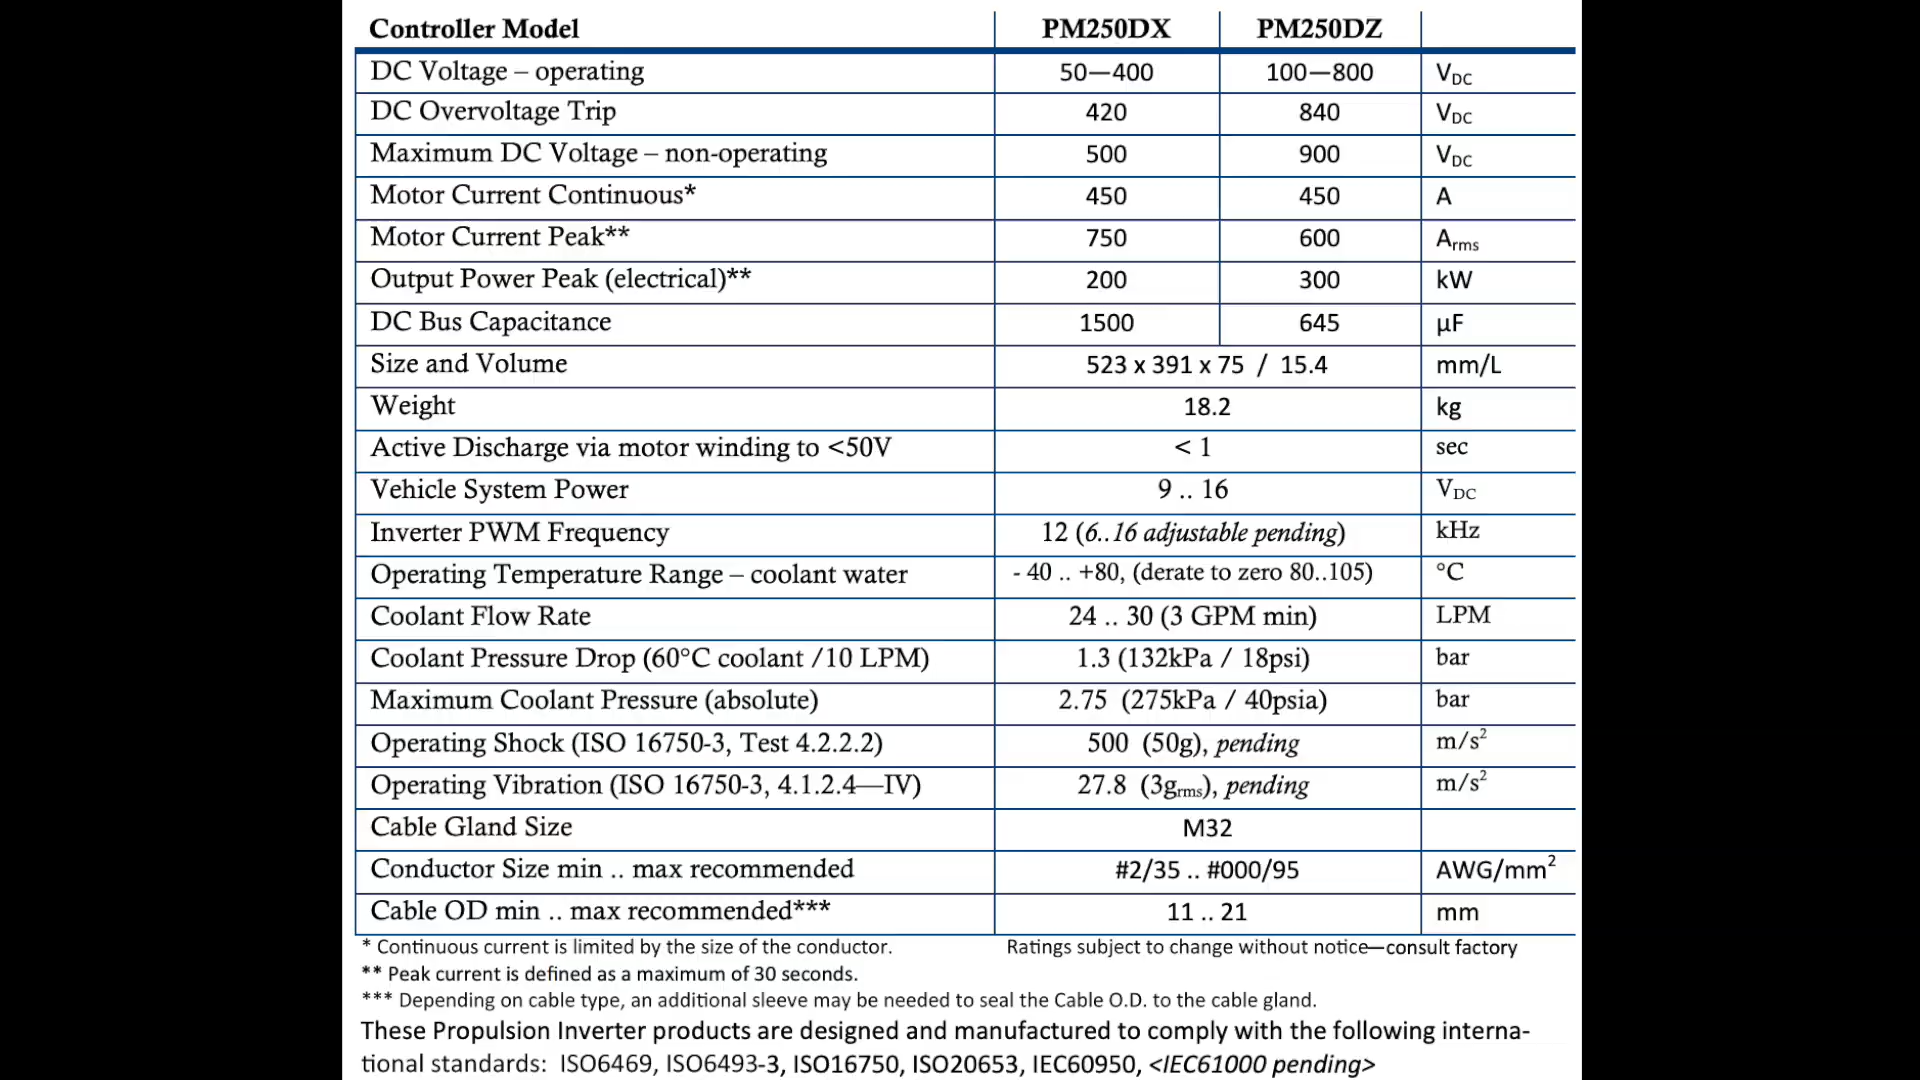 Controller Model PM250DX PM250DZ
DC Voltage – operating 50—400 100—800 VDC
DC Overvoltage Trip 420 840 VDC
Maximum DC Voltage – non-operating 500 900 VDC
Motor Current Continuous* 450 450 A
Motor Current Peak** 750 600 Arms
Output Power Peak (electrical)** 200 300 kW
DC Bus Capacitance 1500 645 µF
Size and Volume 523 x 391 x 75 / 15.4 mm/L
Weight 18.2 kg
Active Discharge via motor winding to <50V < 1 sec
Vehicle System Power 9 .. 16 VDC
Inverter PWM Frequency 12 (6..16 adjustable pending) kHz
Operating Temperature Range – coolant water - 40 .. +80, (derate to zero 80..105) °C
Coolant Flow Rate 24 .. 30 (3 GPM min) LPM
Coolant Pressure Drop (60°C coolant /10 LPM) 1.3 (132kPa / 18psi) bar
Maximum Coolant Pressure (absolute) 2.75 (275kPa / 40psia) bar
Operating Shock (ISO 16750-3, Test 4.2.2.2) 500 (50g), pending m/s²
Operating Vibration (ISO 16750-3, 4.1.2.4—IV) 27.8 (3grms), pending m/s²
Cable Gland Size M32
Conductor Size min .. max recommended #2/35 .. #000/95 AWG/mm²
Cable OD min .. max recommended*** 11 .. 21 mm
* Continuous current is limited by the size of the conductor. Ratings subject to change without notice—consult factory
** Peak current is defined as a maximum of 30 seconds.
*** Depending on cable type, an additional sleeve may be needed to seal the Cable O.D. to the cable gland.
These Propulsion Inverter products are designed and manufactured to comply with the following interna-
tional standards: ISO6469, ISO6493-3, ISO16750, ISO20653, IEC60950, <IEC61000 pending>